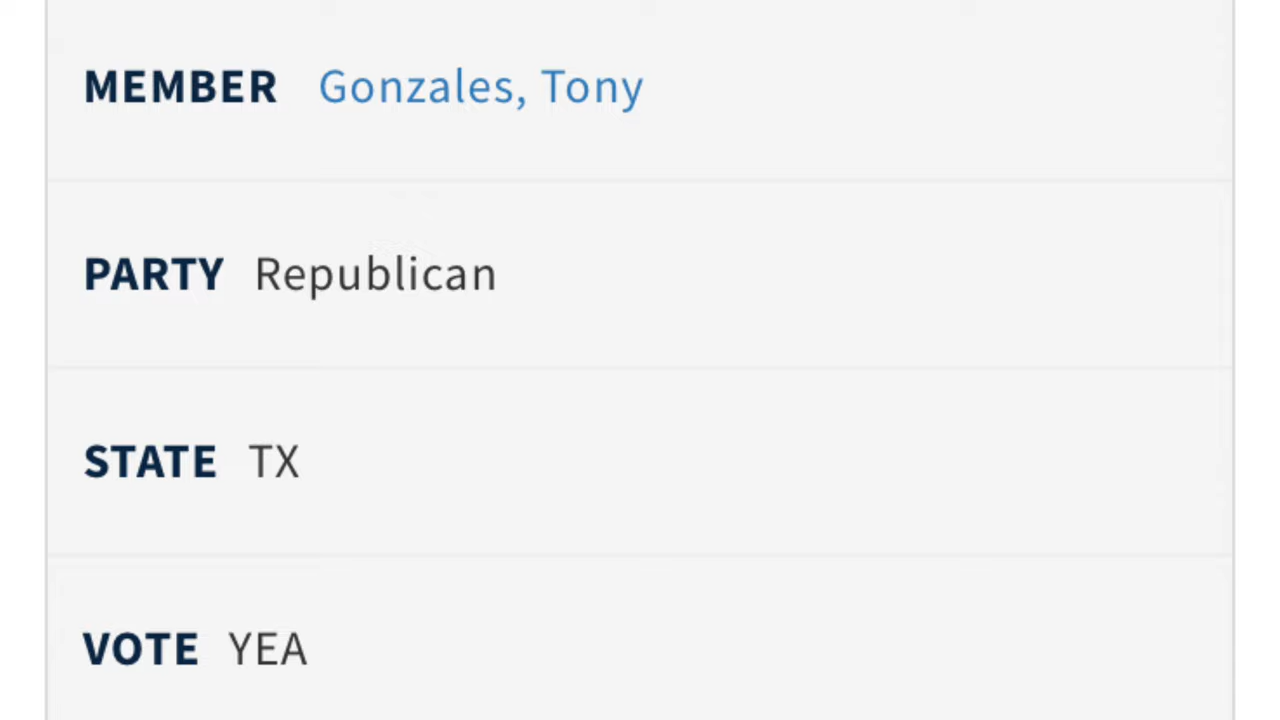 MEMBER Gonzales, Tony
PARTY Republican
STATE TX
VOTE YEA